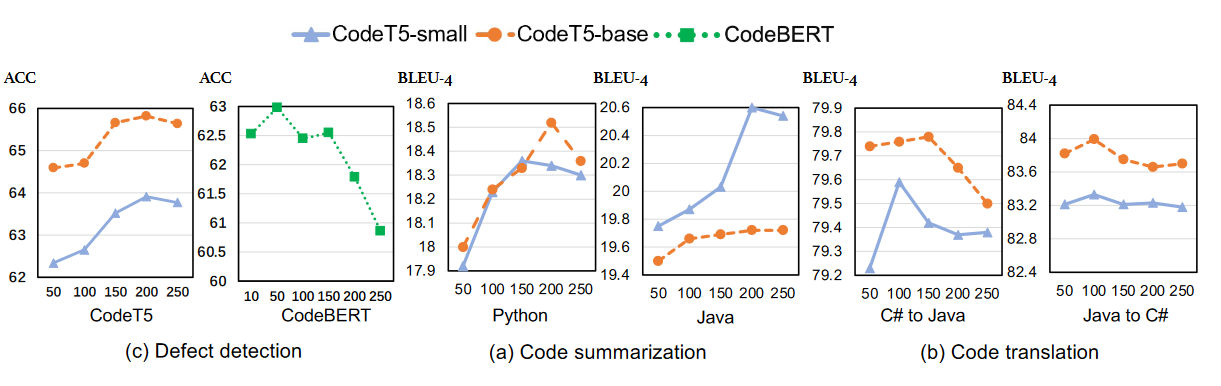 CodeT5-small CodeT5-base CodeBERT
ACC ACC BLEU-4 BLEU-4 BLEU-4 BLEU-4
66
65
64
63
62
50 100 150 200 250
CodeT5
63
62.5
62
61.5
61
60.5
60
10 50 100 150 200 250
CodeBERT
18.6
18.5
18.4
18.3
18.2
18.1
18
17.9
50 100 150 200 250
Python
20.6
20.4
20.2
20
19.8
19.6
19.4
50 100 150 200 250
Java
79.9
79.8
79.7
79.6
79.5
79.4
79.3
79.2
50 100 150 200 250
C# to Java
84.4
84
83.6
83.2
82.8
82.4
50 100 150 200 250
Java to C#
(c) Defect detection (a) Code summarization (b) Code translation